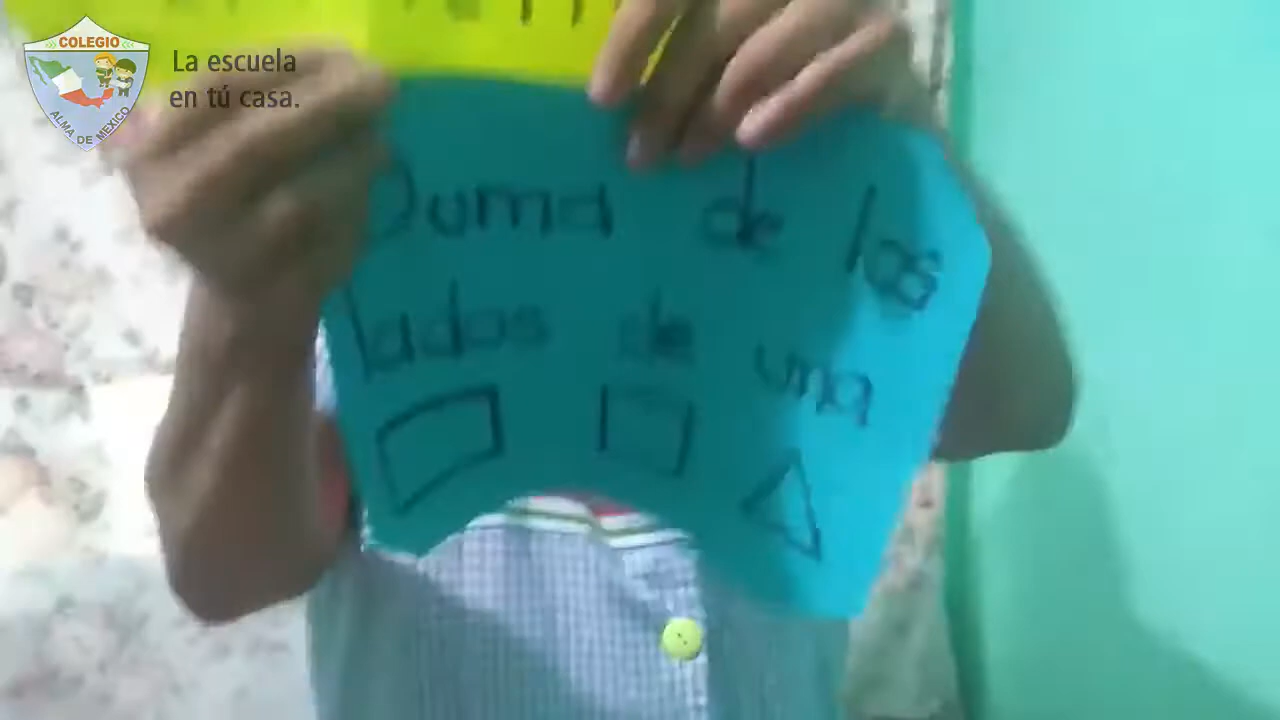 COLEGIO
ALMA DE MEXICO
La escuela
en tú casa.
Suma de los
lados de una